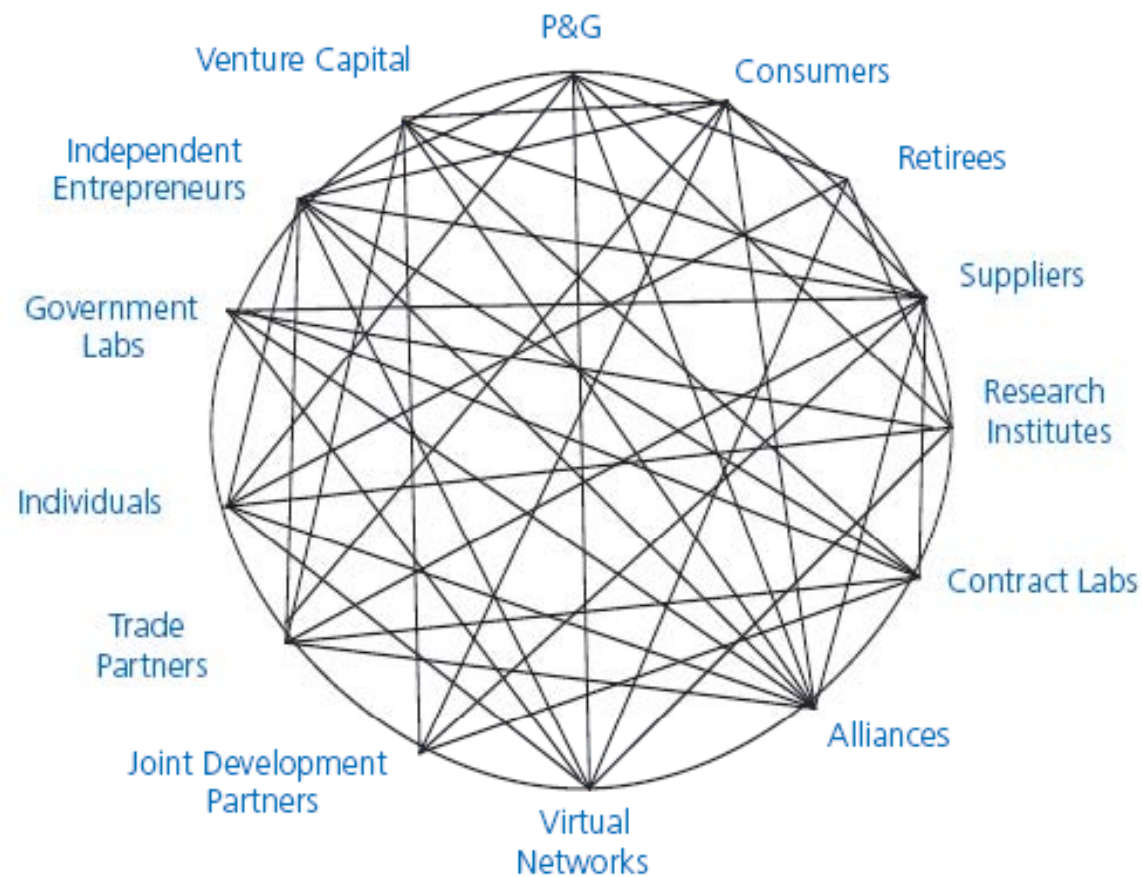 P&G
Venture Capital
Consumers
Independent
Entrepreneurs
Retirees
Government
Labs
Suppliers
Research
Institutes
Individuals
Contract Labs
Trade
Partners
Alliances
Joint Development
Partners
Virtual
Networks